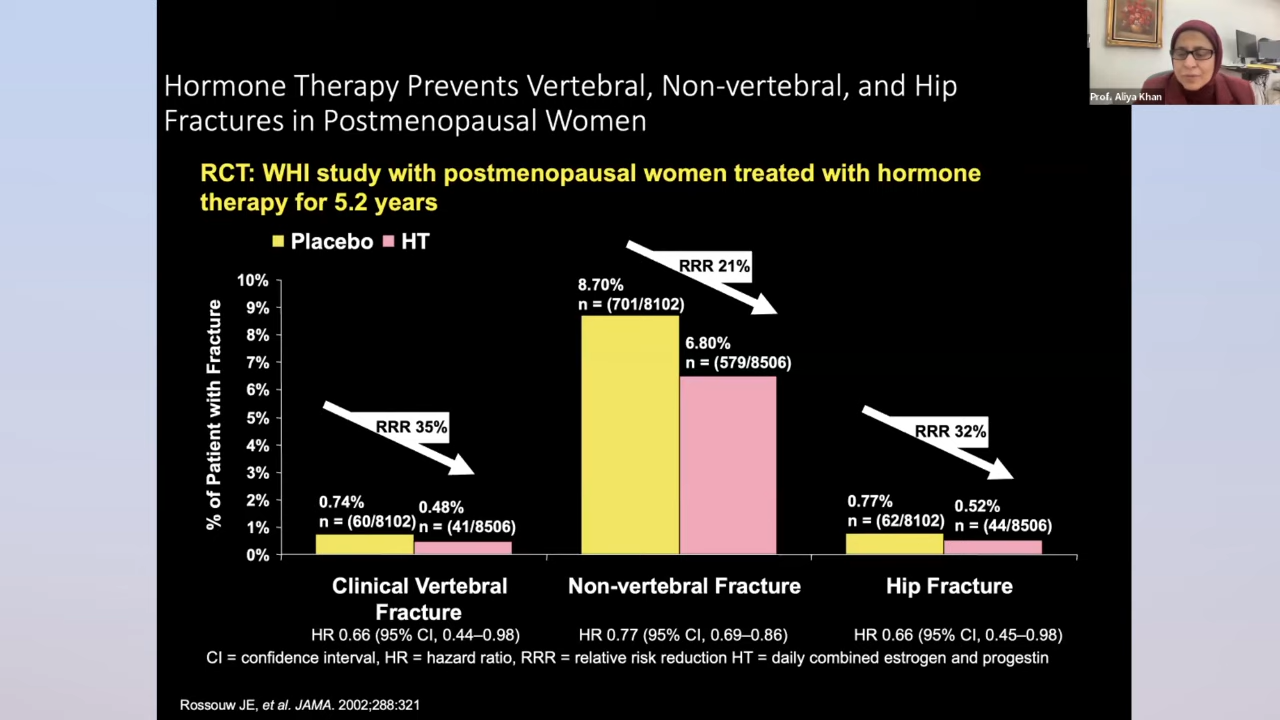 Prof. Aliya Khan
Hormone Therapy Prevents Vertebral, Non-vertebral, and Hip
Fractures in Postmenopausal Women
RCT: WHI study with postmenopausal women treated with hormone
therapy for 5.2 years
Placebo HT
% of Patient with Fracture
10%
9%
8%
7%
6%
5%
4%
3%
2%
1%
0%
RRR 35%
0.74%
n = (60/8102)
0.48%
n = (41/8506)
RRR 21%
8.70%
n = (701/8102)
6.80%
n = (579/8506)
RRR 32%
0.77%
n = (62/8102)
0.52%
n = (44/8506)
Clinical Vertebral
Fracture
Non-vertebral Fracture
Hip Fracture
HR 0.66 (95% CI, 0.44–0.98)
HR 0.77 (95% CI, 0.69–0.86)
HR 0.66 (95% CI, 0.45–0.98)
CI = confidence interval, HR = hazard ratio, RRR = relative risk reduction HT = daily combined estrogen and progestin
Rossouw JE, et al. JAMA. 2002;288:321